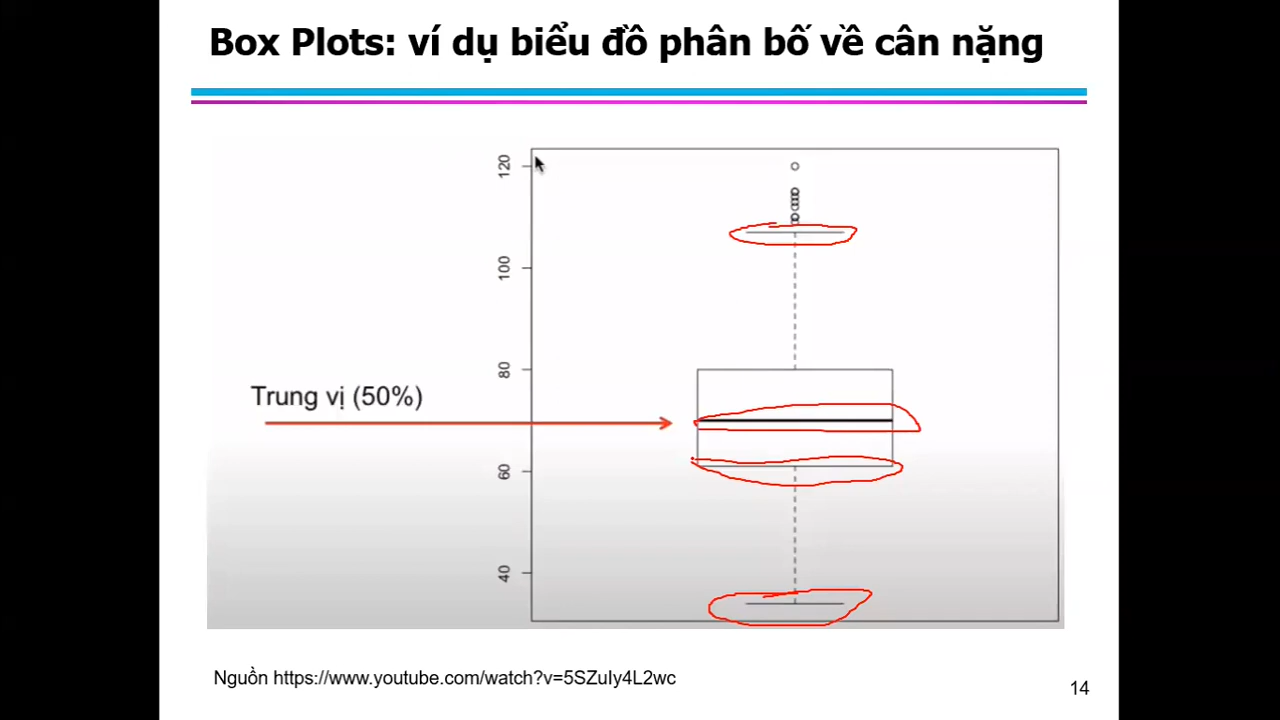 Box Plots: ví dụ biểu đồ phân bố về cân nặng
120
100
80
Trung vị (50%)
60
40
Nguồn https://www.youtube.com/watch?v=5SZuIy4L2wc
14